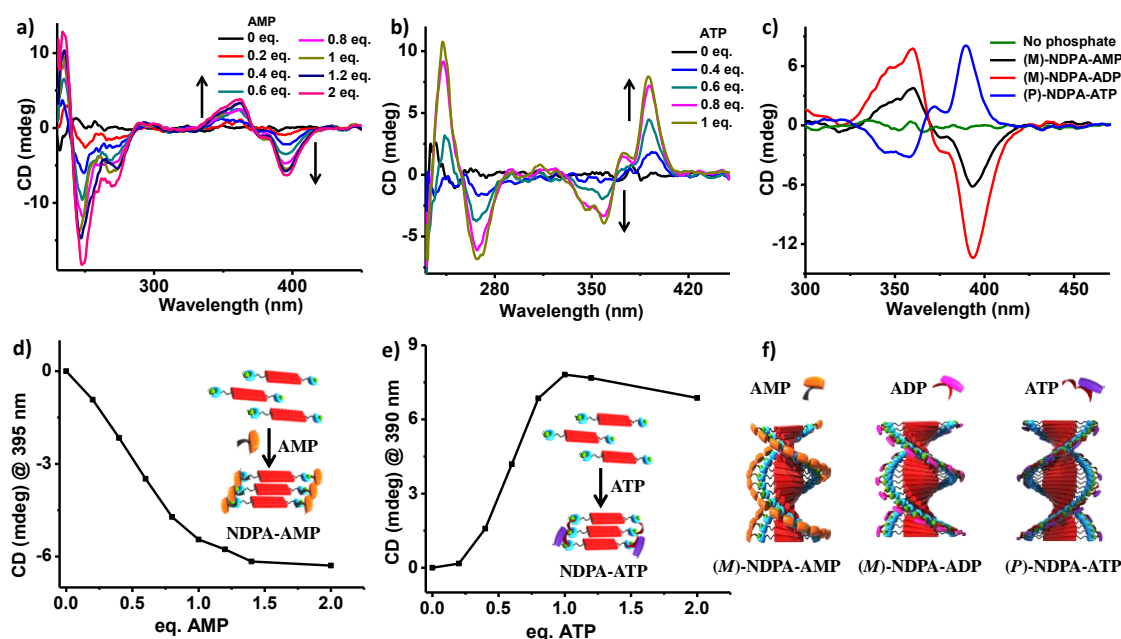 a)
AMP
0 eq.
0.2 eq.
0.4 eq.
0.6 eq.
0.8 eq.
1 eq.
1.2 eq.
2 eq.
CD (mdeg)
10
0
-10
300
400
Wavelength (nm)
b)
ATP
0 eq.
0.4 eq.
0.6 eq.
0.8 eq.
1 eq.
CD (mdeg)
10
5
0
-5
280
350
420
Wavelength (nm)
c)
No phosphate
(M)-NDPA-AMP
(M)-NDPA-ADP
(P)-NDPA-ATP
CD (mdeg)
6
0
-6
-12
300
350
400
450
Wavelength (nm)
d)
CD (mdeg) @ 395 nm
0
-3
-6
0.0
0.5
1.0
1.5
2.0
eq. AMP
AMP
NDPA-AMP
e)
CD (mdeg) @ 390 nm
9
6
3
0
0.0
0.5
1.0
1.5
2.0
eq. ATP
ATP
NDPA-ATP
f)
AMP
ADP
ATP
(M)-NDPA-AMP
(M)-NDPA-ADP
(P)-NDPA-ATP